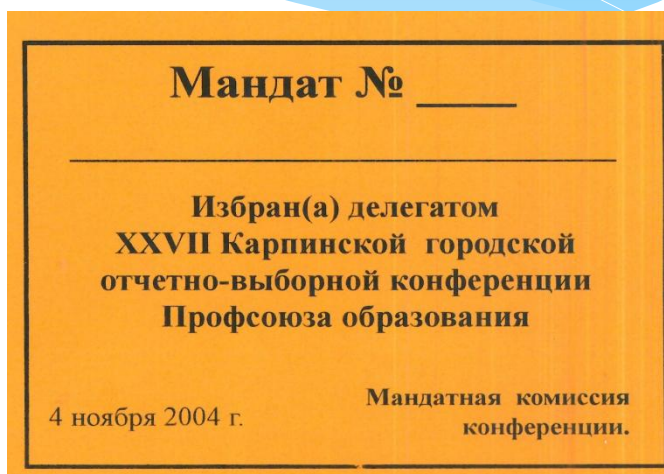 Мандат № ____
Избран(а) делегатом
XXVII Карпинской городской
отчетно-выборной конференции
Профсоюза образования
4 ноября 2004 г.
Мандатная комиссия
конференции.